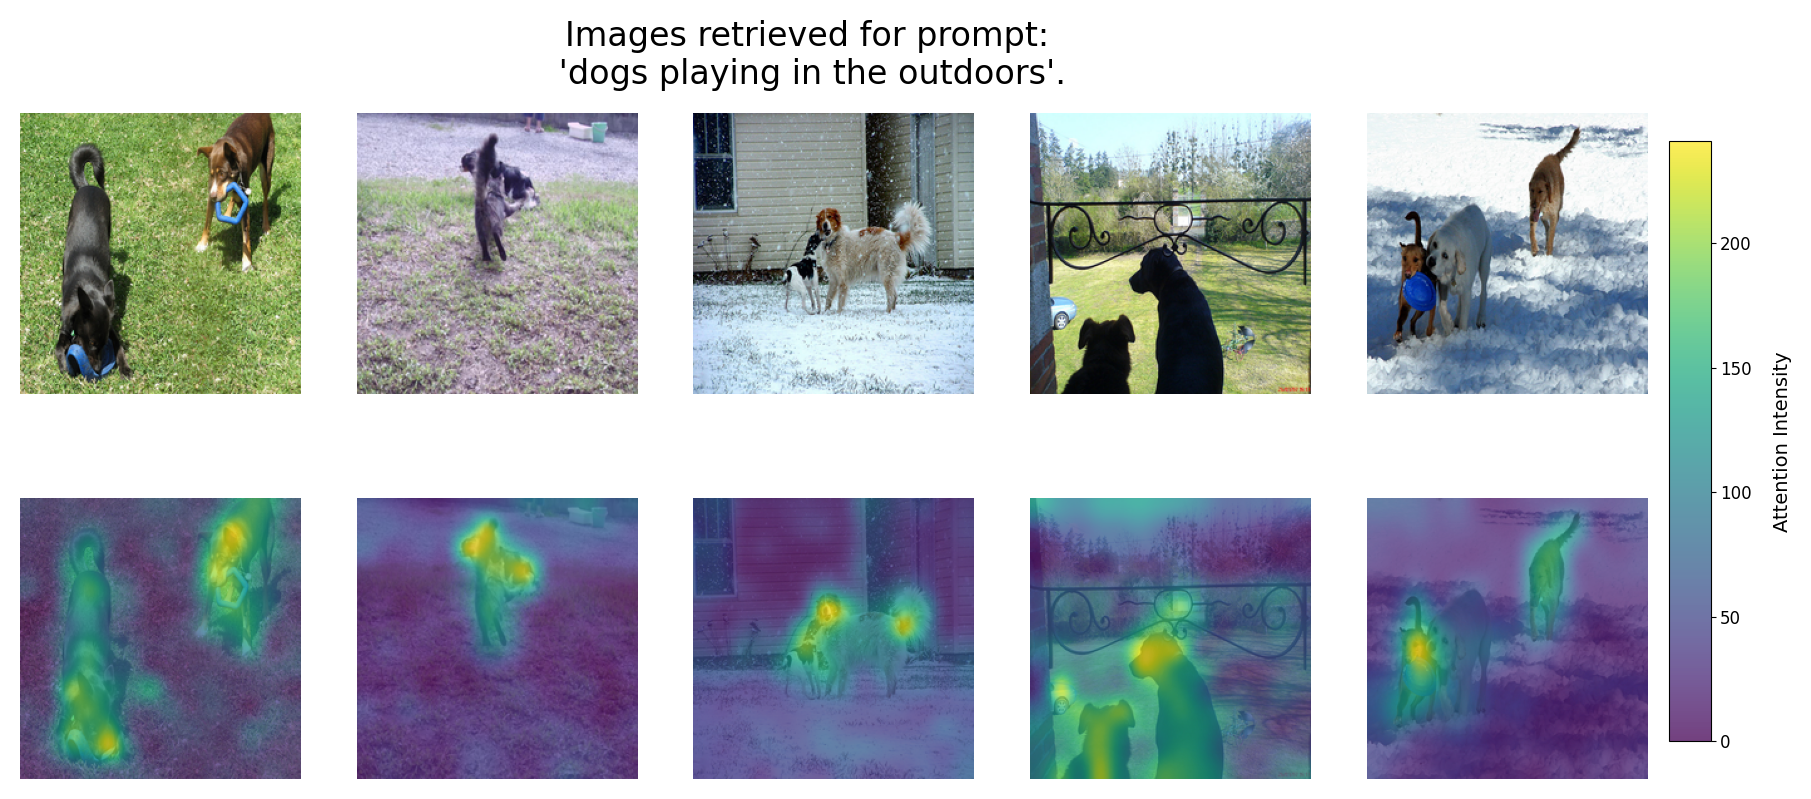 Images retrieved for prompt:
'dogs playing in the outdoors'.
200
150
100
50
0
Attention Intensity